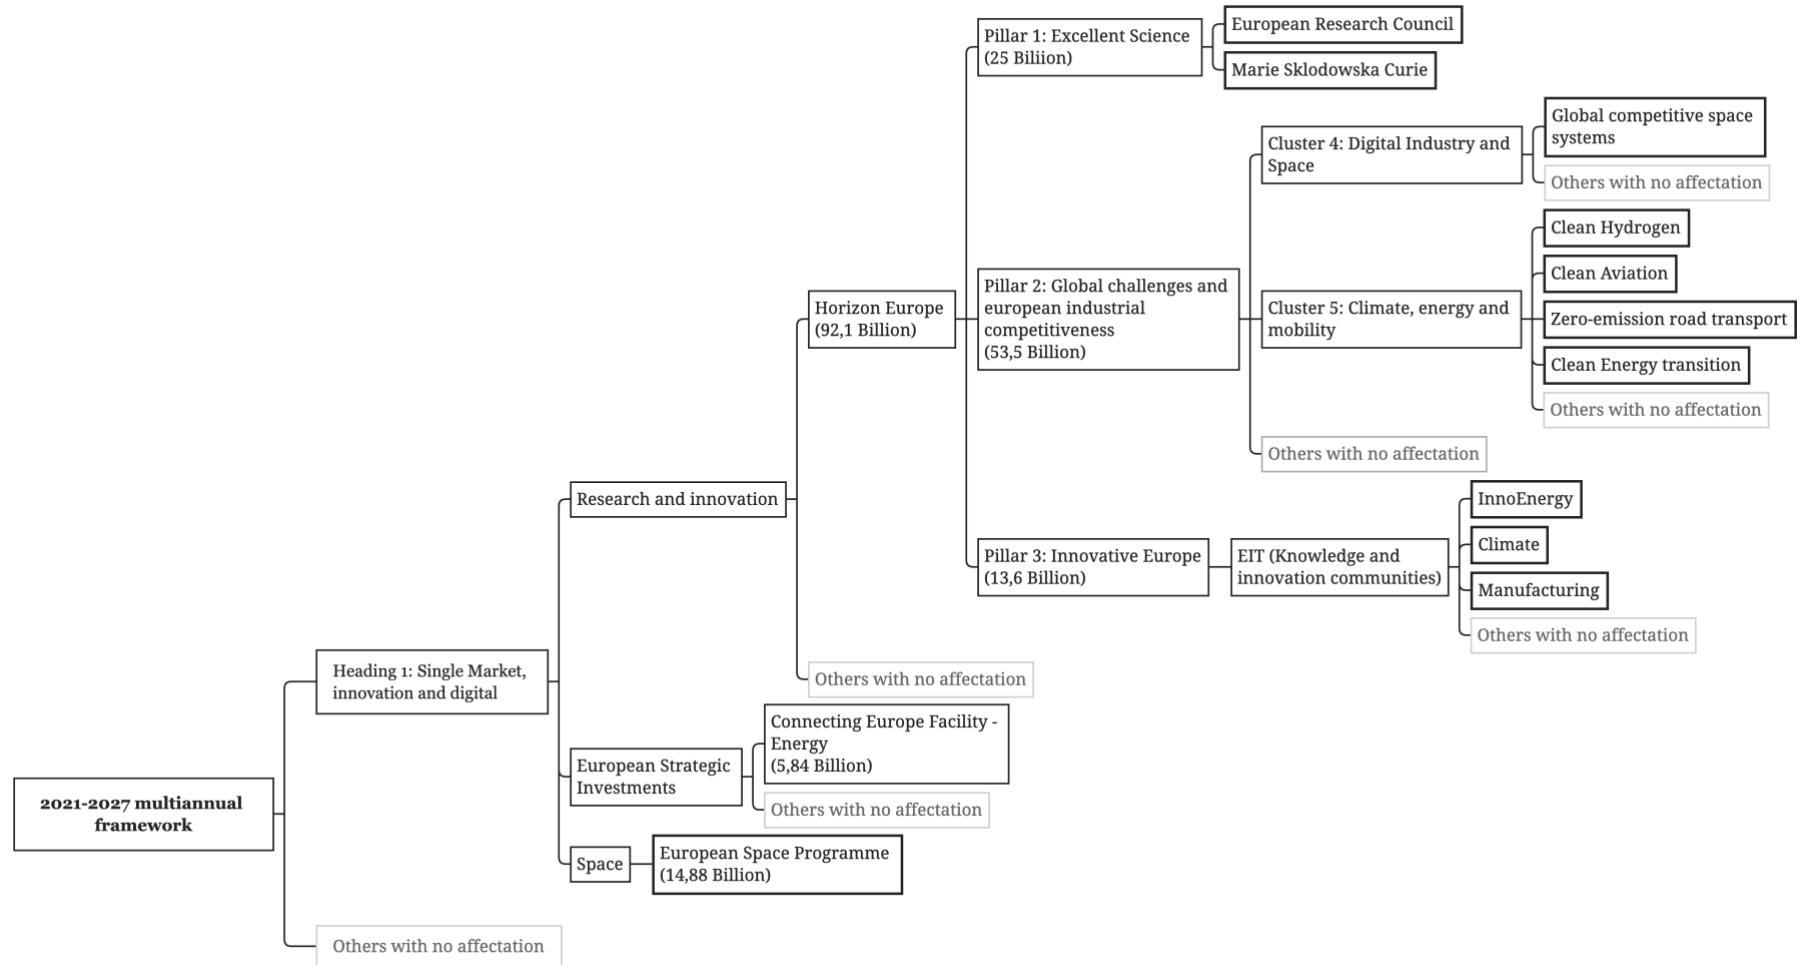 European Research Council
Pillar 1: Excellent Science
(25 Biliion)
Marie Sklodowska Curie
Global competitive space
systems
Cluster 4: Digital Industry and
Space
Others with no affectation
Clean Hydrogen
Clean Aviation
Pillar 2: Global challenges and
european industrial
competitiveness
(53,5 Billion)
Horizon Europe
(92,1 Billion)
Cluster 5: Climate, energy and
mobility
Zero-emission road transport
Clean Energy transition
Others with no affectation
Others with no affectation
Research and innovation
InnoEnergy
Climate
Pillar 3: Innovative Europe
(13,6 Billion)
EIT (Knowledge and
innovation communities)
Manufacturing
Others with no affectation
Heading 1: Single Market,
innovation and digital
Others with no affectation
Connecting Europe Facility -
Energy
(5,84 Billion)
European Strategic
Investments
Others with no affectation
2021-2027 multiannual
framework
Space
European Space Programme
(14,88 Billion)
Others with no affectation